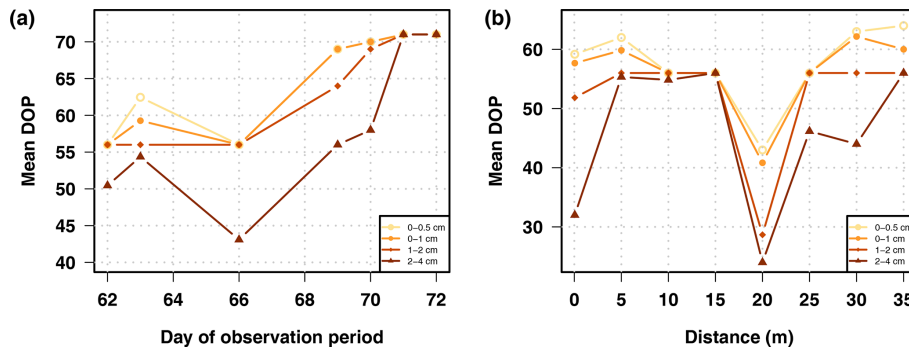 (a)
Mean DOP
70
65
60
55
50
45
40
62 64 66 68 70 72
Day of observation period
0–0.5 cm
0–1 cm
1–2 cm
2–4 cm
(b)
Mean DOP
60
50
40
30
0 5 10 15 20 25 30 35
Distance (m)
0–0.5 cm
0–1 cm
1–2 cm
2–4 cm